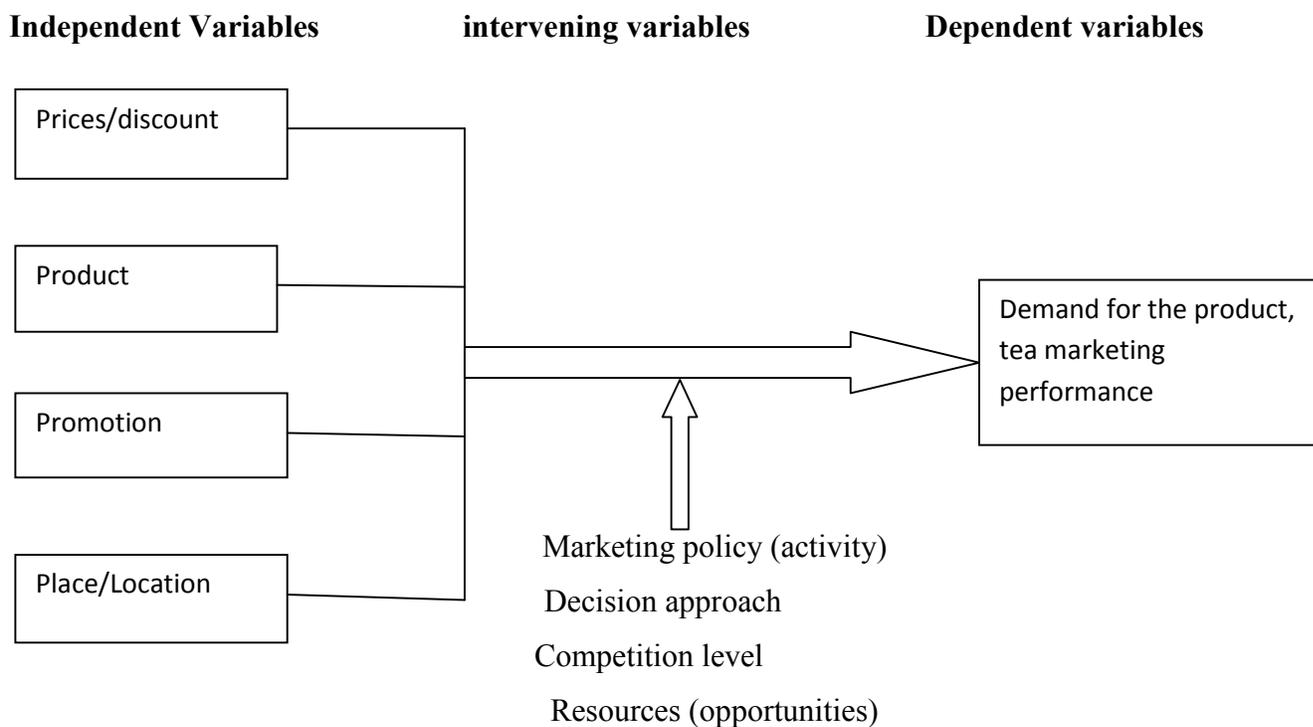 Independent Variables
intervening variables
Dependent variables
Prices/discount
Product
Promotion
Place/Location
Demand for the product,
tea marketing
performance
Marketing policy (activity)
Decision approach
Competition level
Resources (opportunities)